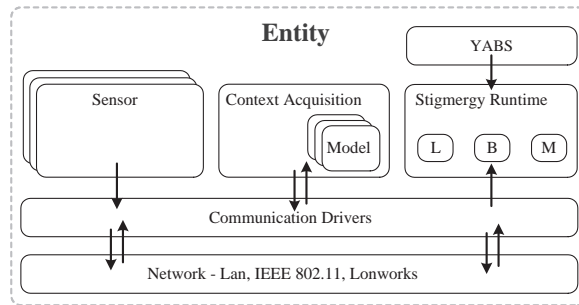 Entity
YABS
Sensor
Context Acquisition
Model
Stigmergy Runtime
L
B
M
Communication Drivers
Network - Lan, IEEE 802.11, Lonworks